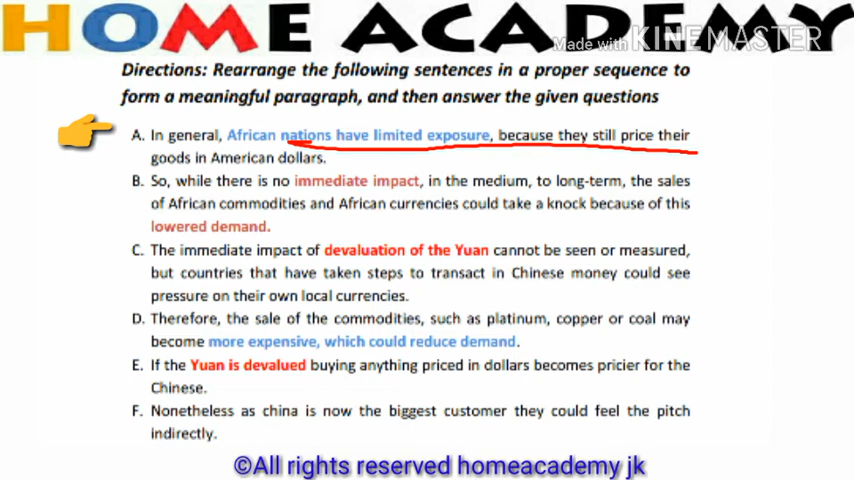 HOME ACADEMY
Made with KINEMASTER
Directions: Rearrange the following sentences in a proper sequence to
form a meaningful paragraph, and then answer the given questions
A. In general, African nations have limited exposure, because they still price their
goods in American dollars.
B. So, while there is no immediate impact, in the medium, to long-term, the sales
of African commodities and African currencies could take a knock because of this
lowered demand.
C. The immediate impact of devaluation of the Yuan cannot be seen or measured,
but countries that have taken steps to transact in Chinese money could see
pressure on their own local currencies.
D. Therefore, the sale of the commodities, such as platinum, copper or coal may
become more expensive, which could reduce demand.
E. If the Yuan is devalued buying anything priced in dollars becomes pricier for the
Chinese.
F. Nonetheless as china is now the biggest customer they could feel the pitch
indirectly.
©All rights reserved homeacademy jk